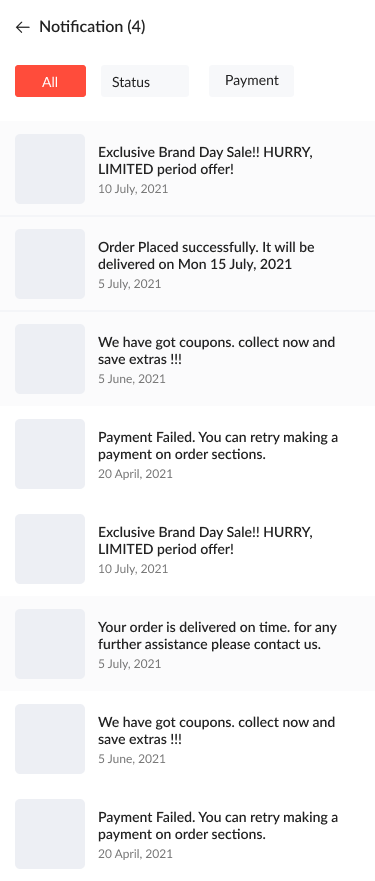 Notification (4)
All
Status
Payment
Exclusive Brand Day Sale!! HURRY,
LIMITED period offer!
10 July, 2021
Order Placed successfully. It will be
delivered on Mon 15 July, 2021
5 July, 2021
We have got coupons. collect now and
save extras !!!
5 June, 2021
Payment Failed. You can retry making a
payment on order sections.
20 April, 2021
Exclusive Brand Day Sale!! HURRY,
LIMITED period offer!
10 July, 2021
Your order is delivered on time. for any
further assistance please contact us.
5 July, 2021
We have got coupons. collect now and
save extras !!!
5 June, 2021
Payment Failed. You can retry making a
payment on order sections.
20 April, 2021